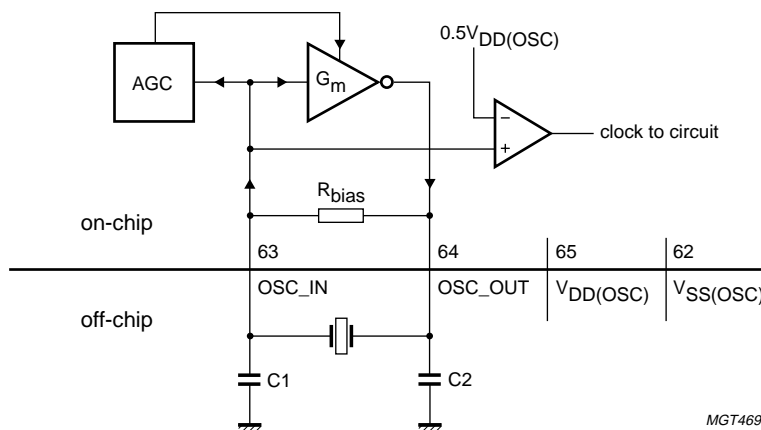 0.5VDD(OSC)
AGC
Gm
−
+
clock to circuit
Rbias
on-chip
63
64
65
62
OSC_IN
OSC_OUT
VDD(OSC)
VSS(OSC)
off-chip
C1
C2
MGT469